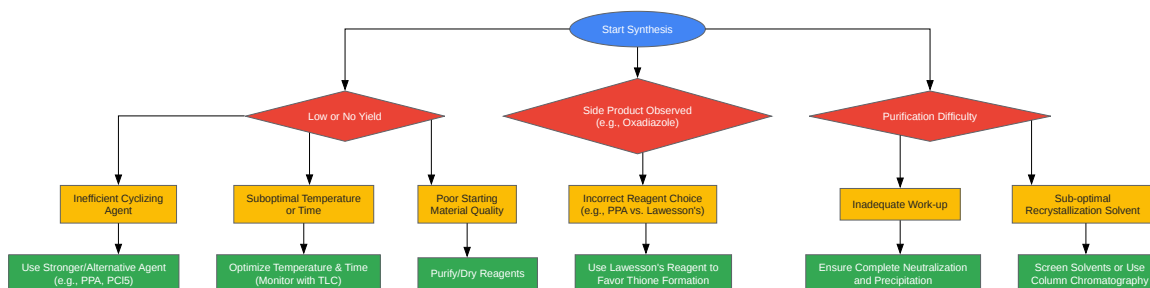 Start Synthesis
Low or No Yield
Side Product Observed
(e.g., Oxadiazole)
Purification Difficulty
Inefficient Cyclizing
Agent
Suboptimal Temperature
or Time
Poor Starting
Material Quality
Incorrect Reagent Choice
(e.g., PPA vs. Lawesson's)
Inadequate Work-up
Sub-optimal
Recrystallization Solvent
Use Stronger/Alternative Agent
(e.g., PPA, PCl5)
Optimize Temperature & Time
(Monitor with TLC)
Purify/Dry Reagents
Use Lawesson's Reagent to
Favor Thione Formation
Ensure Complete Neutralization
and Precipitation
Screen Solvents or Use
Column Chromatography